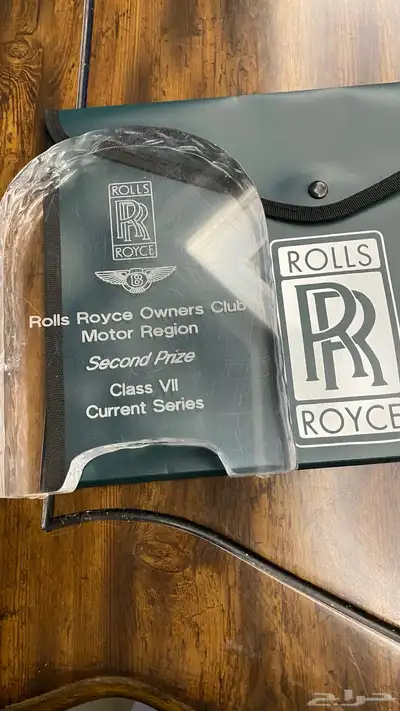 ROLLS
RR
ROYCE
B
Rolls Royce Owners Club
Motor Region
Second Prize
Class VII
Current Series
ROLLS
RR
ROYCE
حراج